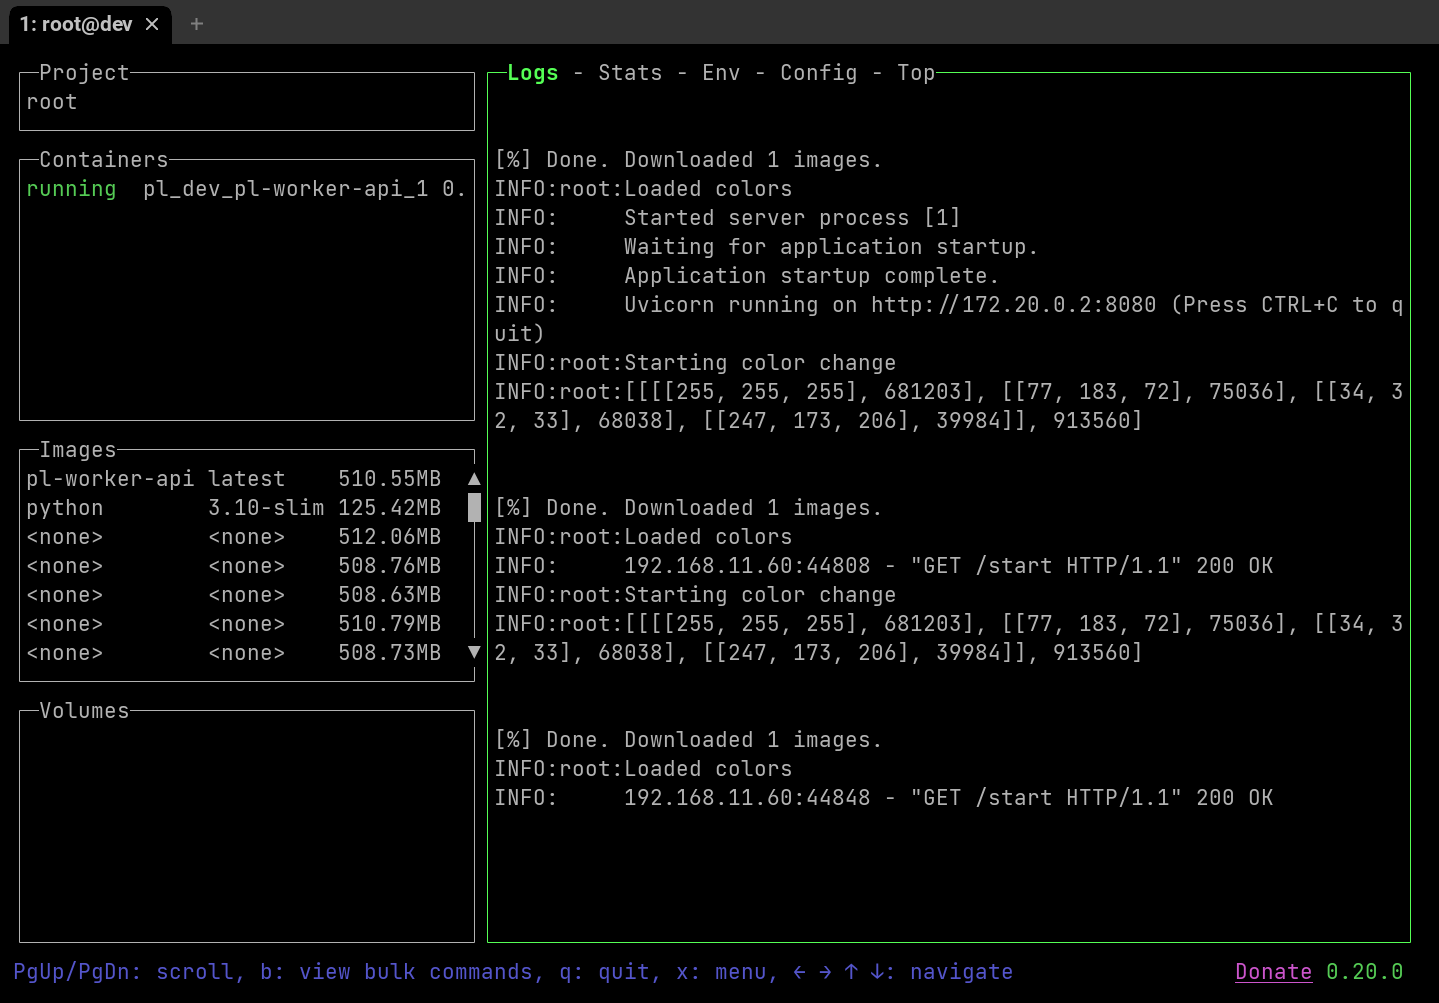 1: root@dev × +
Project
root
Containers
running pl_dev_pl-worker-api_1 0.
Images
pl-worker-api latest 510.55MB
python 3.10-slim 125.42MB
<none> <none> 512.06MB
<none> <none> 508.76MB
<none> <none> 508.63MB
<none> <none> 510.79MB
<none> <none> 508.73MB
Volumes
Logs - Stats - Env - Config - Top
[%] Done. Downloaded 1 images.
INFO:root:Loaded colors
INFO:     Started server process [1]
INFO:     Waiting for application startup.
INFO:     Application startup complete.
INFO:     Uvicorn running on http://172.20.0.2:8080 (Press CTRL+C to q
uit)
INFO:root:Starting color change
INFO:root:[[[[255, 255, 255], 681203], [[77, 183, 72], 75036], [[34, 3
2, 33], 68038], [[247, 173, 206], 39984]], 913560]
[%] Done. Downloaded 1 images.
INFO:root:Loaded colors
INFO:     192.168.11.60:44808 - "GET /start HTTP/1.1" 200 OK
INFO:root:Starting color change
INFO:root:[[[[255, 255, 255], 681203], [[77, 183, 72], 75036], [[34, 3
2, 33], 68038], [[247, 173, 206], 39984]], 913560]
[%] Done. Downloaded 1 images.
INFO:root:Loaded colors
INFO:     192.168.11.60:44848 - "GET /start HTTP/1.1" 200 OK
PgUp/PgDn: scroll, b: view bulk commands, q: quit, x: menu, ← → ↑ ↓: navigate
Donate 0.20.0